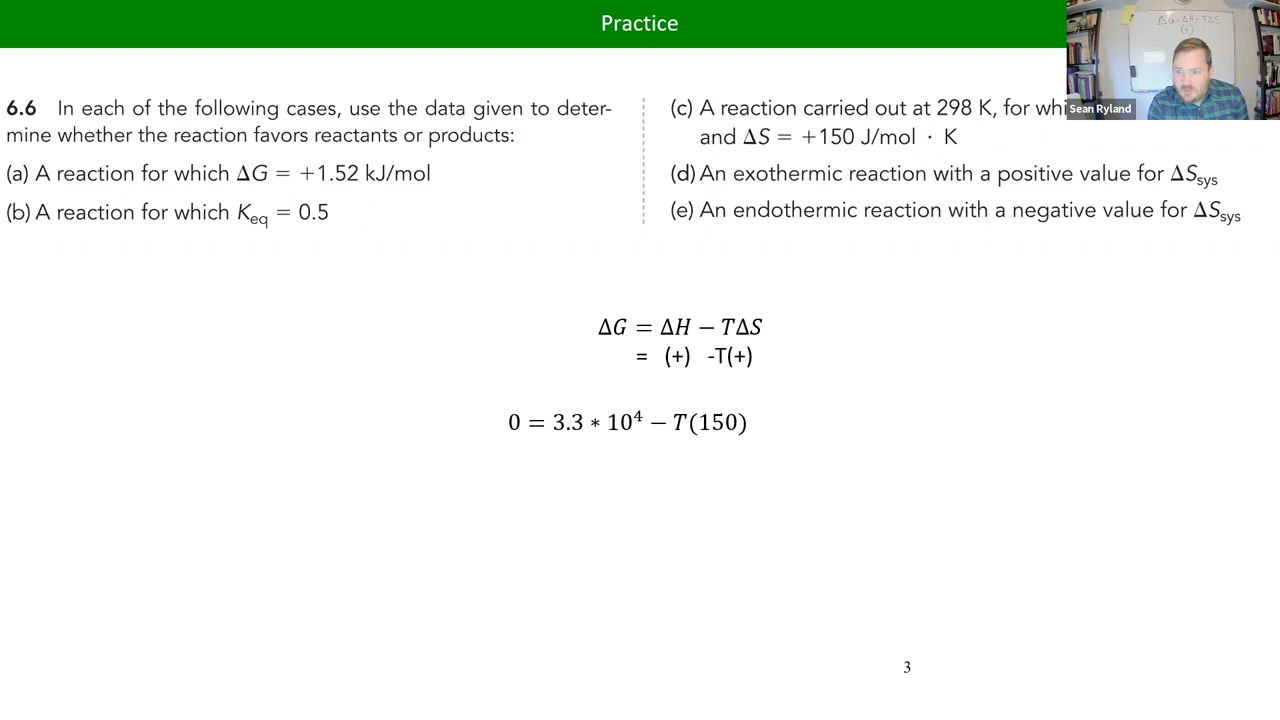 Practice
6.6 In each of the following cases, use the data given to deter-
mine whether the reaction favors reactants or products:
(a) A reaction for which ΔG = +1.52 kJ/mol
(b) A reaction for which Keq = 0.5
(c) A reaction carried out at 298 K, for
and ΔS = +150 J/mol · K
(d) An exothermic reaction with a positive value for ΔSsys
(e) An endothermic reaction with a negative value for ΔSsys
ΔG = ΔH − TΔS
(+)
Sean Ryland
ΔG = ΔH − TΔS
= (+) -T(+)
0 = 3.3 * 10⁴ − T(150)
3